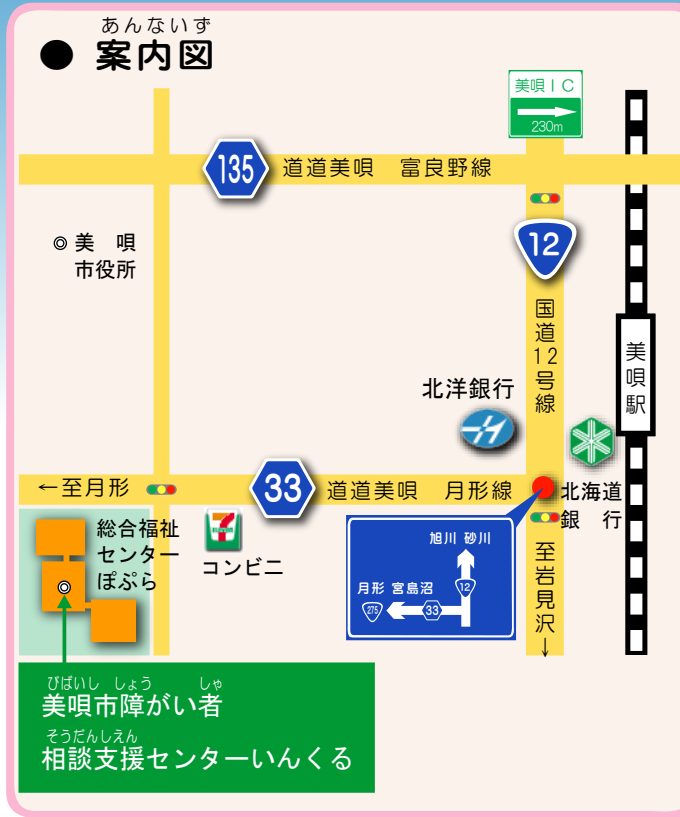 あんないず
● 案内図
美唄IC
230m
135
道道美唄 富良野線
◎美 唄
市役所
12
国道12号線
美唄駅
北洋銀行
←至月形
33
道道美唄 月形線
北海道
銀 行
総合福祉
センター
ぽぷら
7
ELEVEN
コンビニ
旭川 砂川
月形 宮島沼
12
275
33
至岩見沢→
びばいし しょう しゃ
美唄市障がい者
そうだんしえん
相談支援センターいんくる